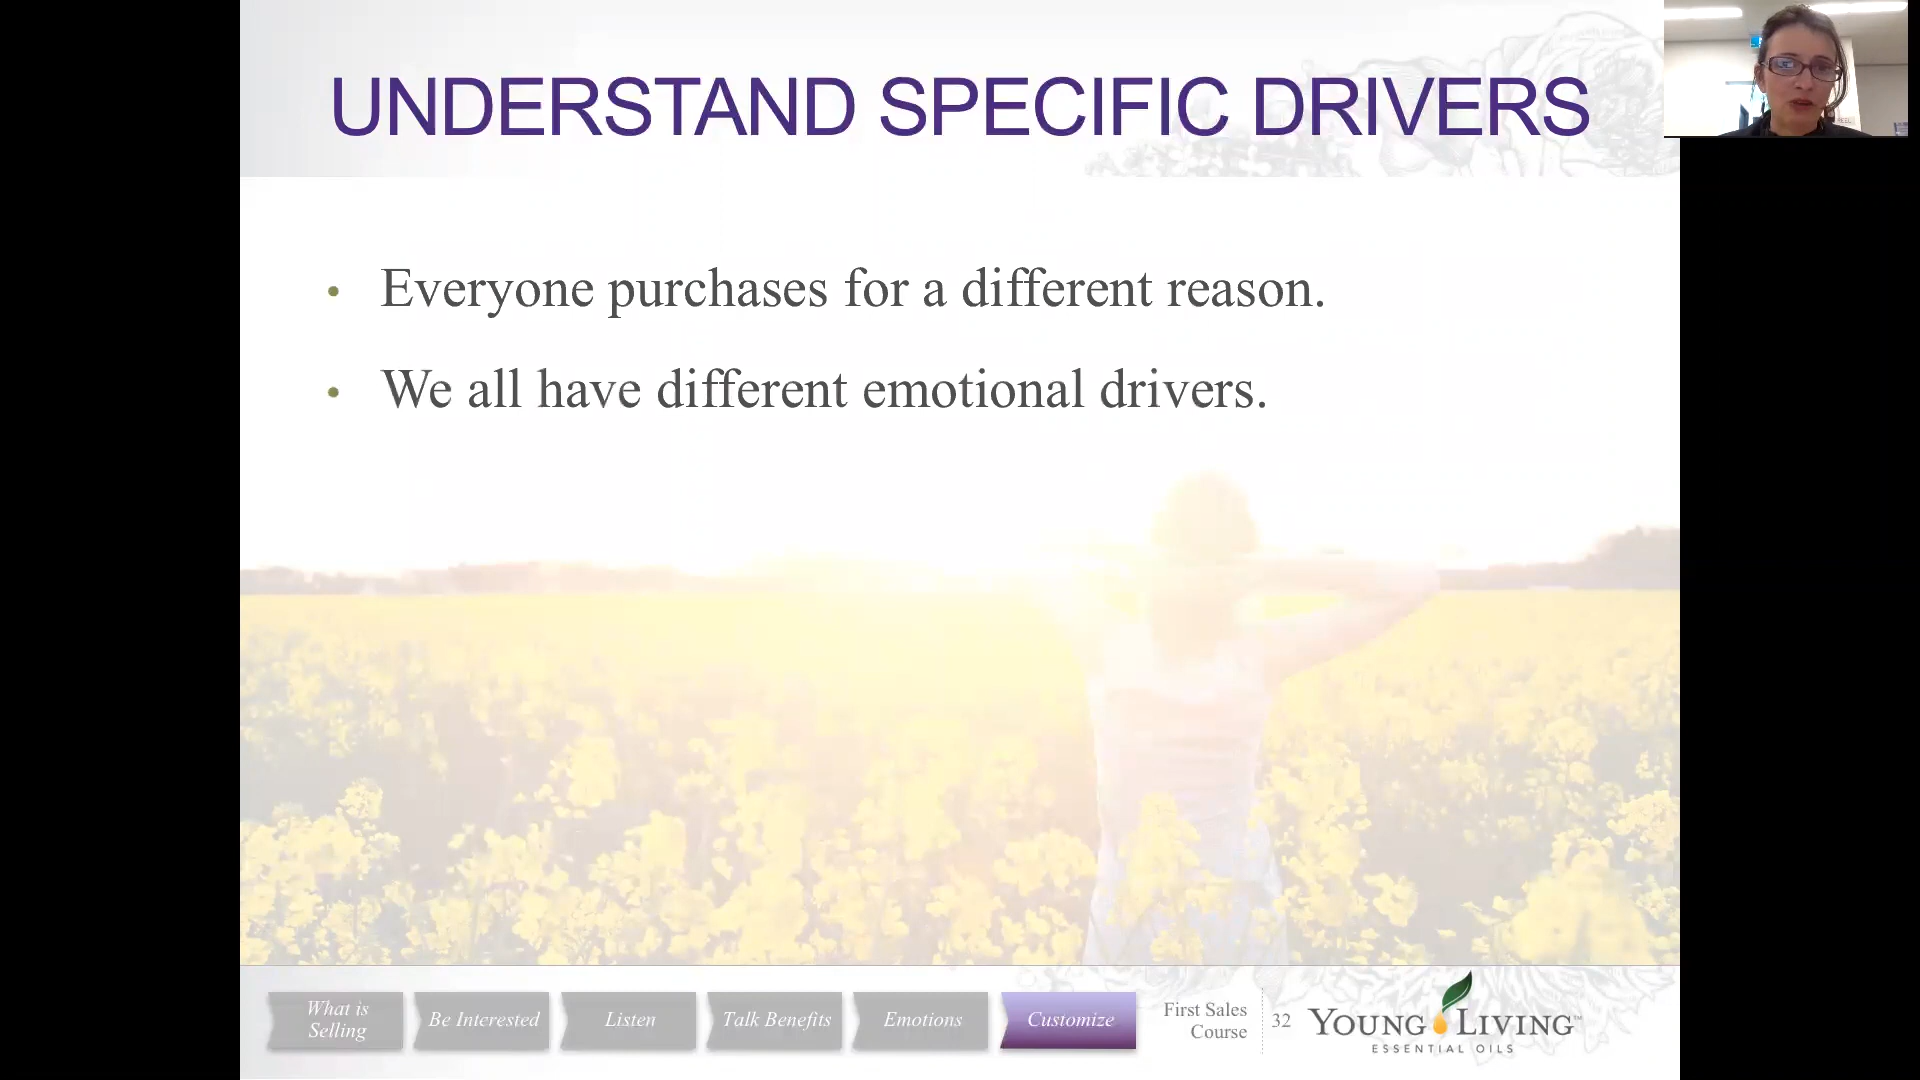 UNDERSTAND SPECIFIC DRIVERS
• Everyone purchases for a different reason.
• We all have different emotional drivers.
What is
Selling
Be Interested
Listen
Talk Benefits
Emotions
Customize
First Sales
Course
32
YOUNG LIVING™
ESSENTIAL OILS